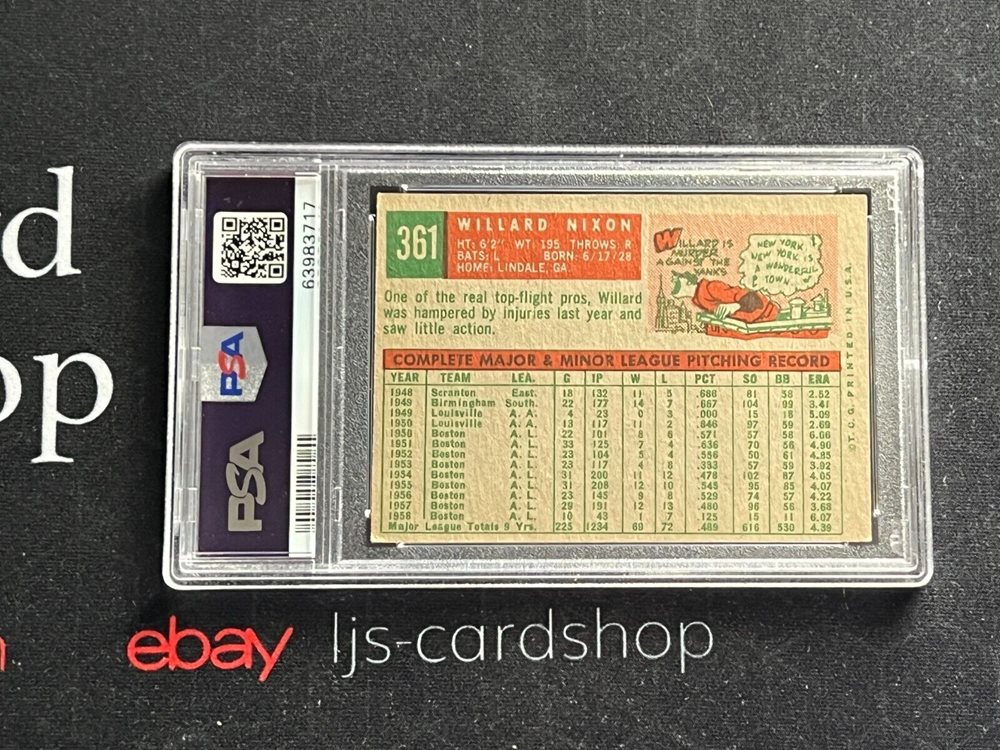 rd
hop
63983717
PSA
PSA
361
WILLARD NIXON
HT: 6'2" WT: 195 THROWS: R
BATS: L BORN: 6/17/28
HOME: LINDALE, GA.
WILLARD IS
MURDER
AGAINST THE
YANKS
NEW YORK,
NEW YORK, IS
A WONDERFUL
TOWN
One of the real top-flight pros, Willard
was hampered by injuries last year and
saw little action.
COMPLETE MAJOR & MINOR LEAGUE PITCHING RECORD
YEAR TEAM LEA. G IP W L PCT SO BB ERA
1948 Scranton East. 18 132 11 5 .680 81 58 2.52
1949 Birmingham South. 22 177 14 7 .667 104 99 3.41
1949 Louisville A. A. 4 23 0 3 .000 15 18 5.09
1950 Louisville A. A. 13 117 11 2 .846 97 59 2.69
1950 Boston A. L. 22 101 8 6 .571 57 58 6.06
1951 Boston A. L. 33 125 7 4 .636 70 56 4.90
1952 Boston A. L. 23 104 5 4 .556 50 61 4.85
1953 Boston A. L. 23 117 4 8 .333 57 59 3.92
1954 Boston A. L. 31 200 11 12 .478 102 87 4.05
1955 Boston A. L. 31 208 12 10 .545 95 85 4.07
1956 Boston A. L. 23 145 9 8 .529 74 57 4.22
1957 Boston A. L. 29 191 12 13 .480 96 56 3.68
1958 Boston A. L. 10 43 1 7 .125 15 11 6.07
Major League Totals 9 Yrs. 225 1234 69 72 .489 616 530 4.39
©T.C.G. PRINTED IN U.S.A.
ebay ljs-cardshop